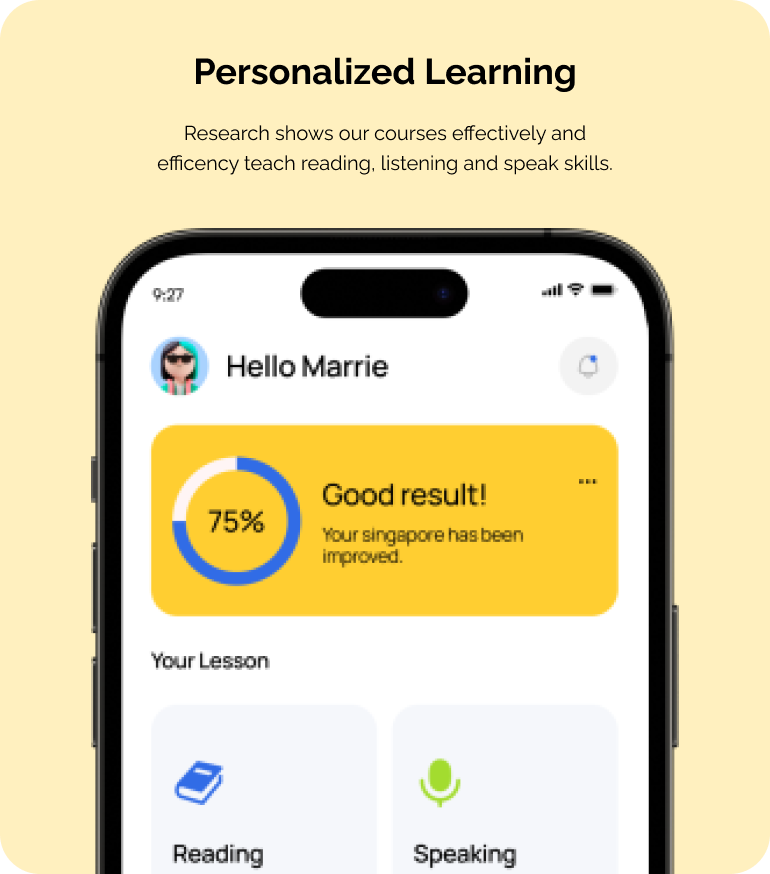 Personalized Learning
Research shows our courses effectively and
efficency teach reading, listening and speak skills.
9:27
Hello Marrie
75%
Good result!
Your singapore has been
improved.
Your Lesson
Reading
Speaking